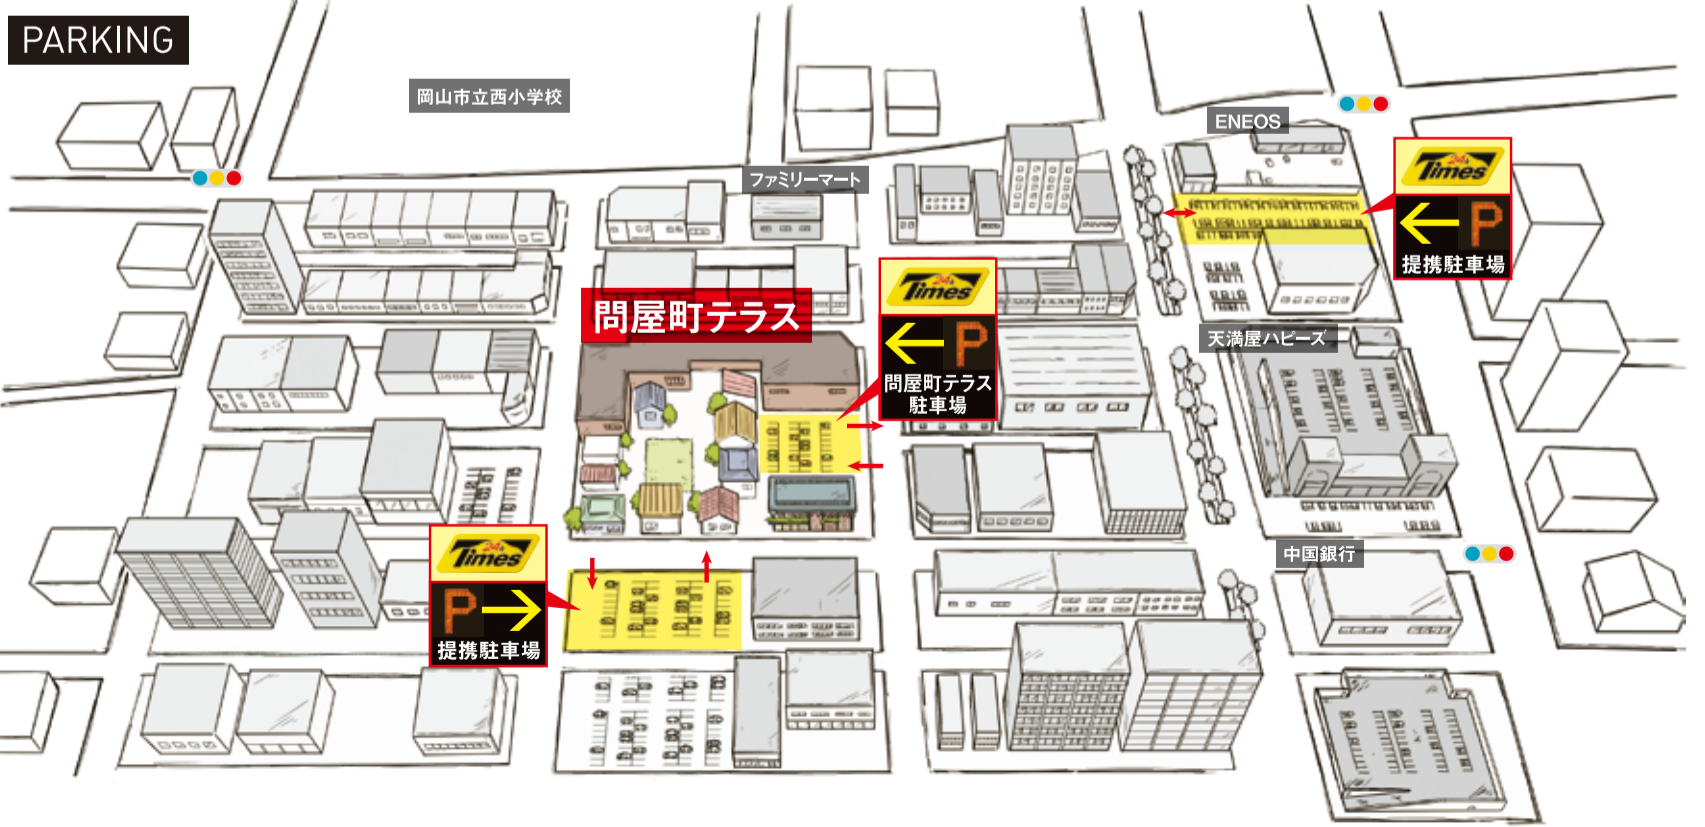 PARKING
岡山市立西小学校
ENEOS
ファミリーマート
24h
Times
P
提携駐車場
24h
Times
P
問屋町テラス
駐車場
問屋町テラス
天満屋ハピーズ
中国銀行
24h
Times
P
提携駐車場